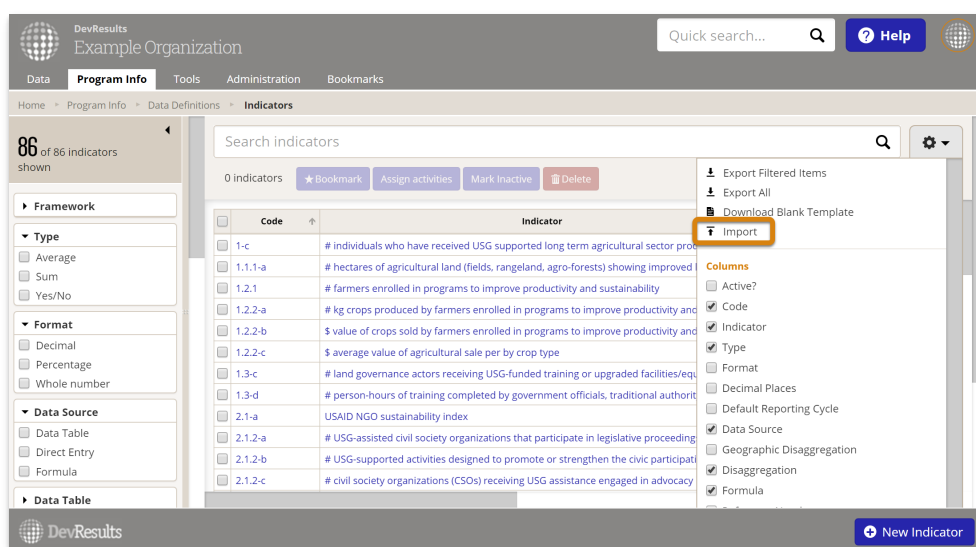 DevResults
Example Organization
Quick search...
Help
Data Program Info Tools Administration Bookmarks
Home Program Info Data Definitions Indicators
86 of 86 indicators
shown
Search indicators
0 indicators Bookmark Assign activities Mark Inactive Delete
Framework
Type
Average
Sum
Yes/No
Format
Decimal
Percentage
Whole number
Data Source
Data Table
Direct Entry
Formula
Data Table
Code Indicator
1-c # individuals who have received USG supported long term agricultural sector
1.1.1-a # hectares of agricultural land (fields, rangeland, agro-forests) showing improved
1.2.1 # farmers enrolled in programs to improve productivity and sustainability
1.2.2-a # kg crops produced by farmers enrolled in programs to improve productivity and
1.2.2-b $ value of crops sold by farmers enrolled in programs to improve productivity and
1.2.2-c $ average value of agricultural sale per by crop type
1.3-c # land governance actors receiving USG-funded training or upgraded
1.3-d # person-hours of training completed by government officials, traditional
2.1-a USAID NGO sustainability index
2.1.2-a # USG-assisted civil society organizations that participate in legislative proceeding
2.1.2-b # USG-supported activities designed to promote or strengthen the civic
2.1.2-c # civil society organizations (CSOs) receiving USG assistance engaged in advocacy
Export Filtered Items
Export All
Download Blank Template
Import
Columns
Active?
Code
Indicator
Type
Format
Decimal Places
Default Reporting Cycle
Data Source
Geographic Disaggregation
Disaggregation
Formula
DevResults
New Indicator